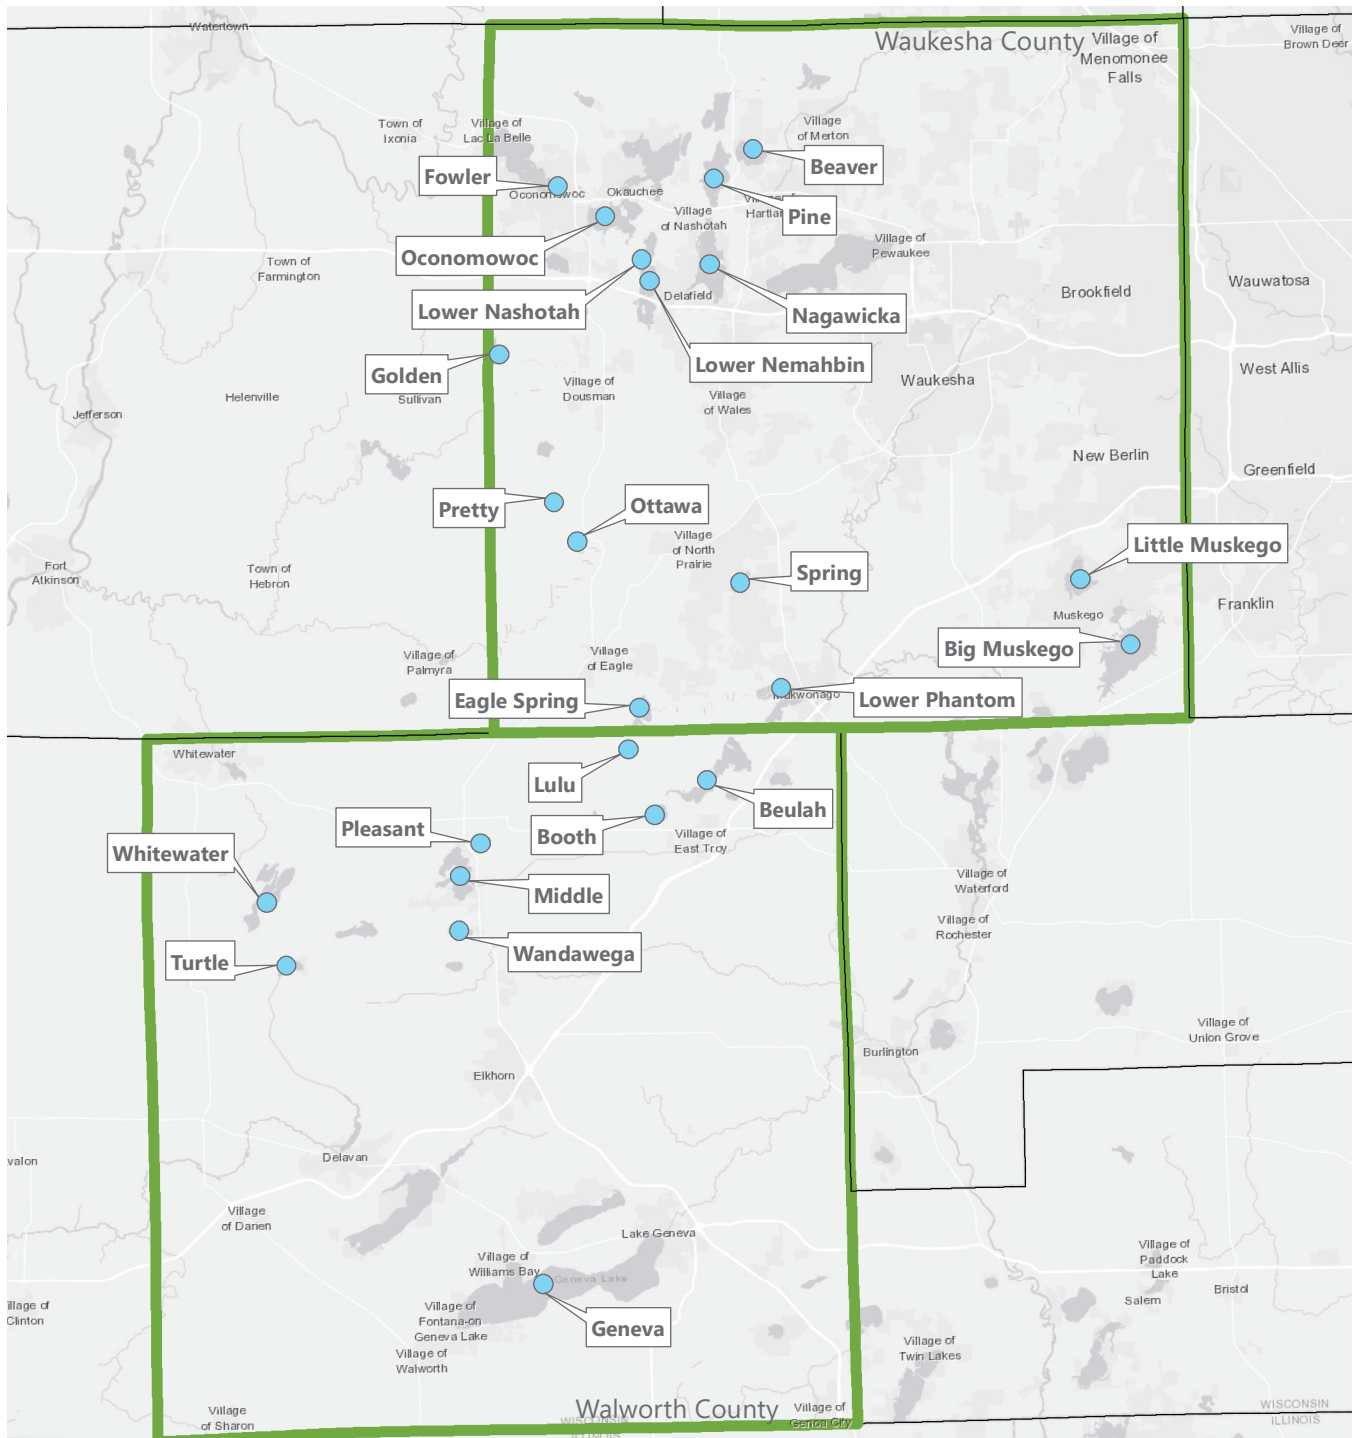 Watertown
Waukesha County
Village of
Menomonee
Falls
Village of
Brown Deer
Town of
Ixonia
Village of
Lac La Belle
Village
of Merton
Beaver
Fowler
Oconomowoc
Okauchee
Pine
Village
of Nashotah
Village of
Oconomowoc
Village of
Pewaukee
Town of
Farmington
Lower Nashotah
Delafield
Nagawicka
Brookfield
Wauwatosa
Golden
Lower Nemahbin
Sullivan
Village of
Dousman
Village
of Wales
Waukesha
West Allis
Helenville
Jefferson
New Berlin
Greenfield
Pretty
Ottawa
Village
of North
Prairie
Spring
Little Muskego
Fort
Atkinson
Town of
Hebron
Muskego
Franklin
Big Muskego
Village of
Palmyra
Village
of Eagle
Eagle Spring
Mukwonago
Lower Phantom
Whitewater
Lulu
Beulah
Pleasant
Booth
Village of
East Troy
Whitewater
Middle
Village of
Waterford
Village of
Rochester
Turtle
Wandawega
Village of
Union Grove
Burlington
Elkhorn
valon
Delavan
Village
of Darien
Lake Geneva
Village of
Williams Bay
Geneva Lake
Village of
Paddock
Lake
Bristol
Salem
Village of
Fontana-on
Geneva Lake
Geneva
Village of
Walworth
Village of
Twin Lakes
Village
of Sharon
Walworth County
Village of
Genoa City
WISCONSIN
ILLINOIS
WISCONSIN
ILLINOIS
Clinton